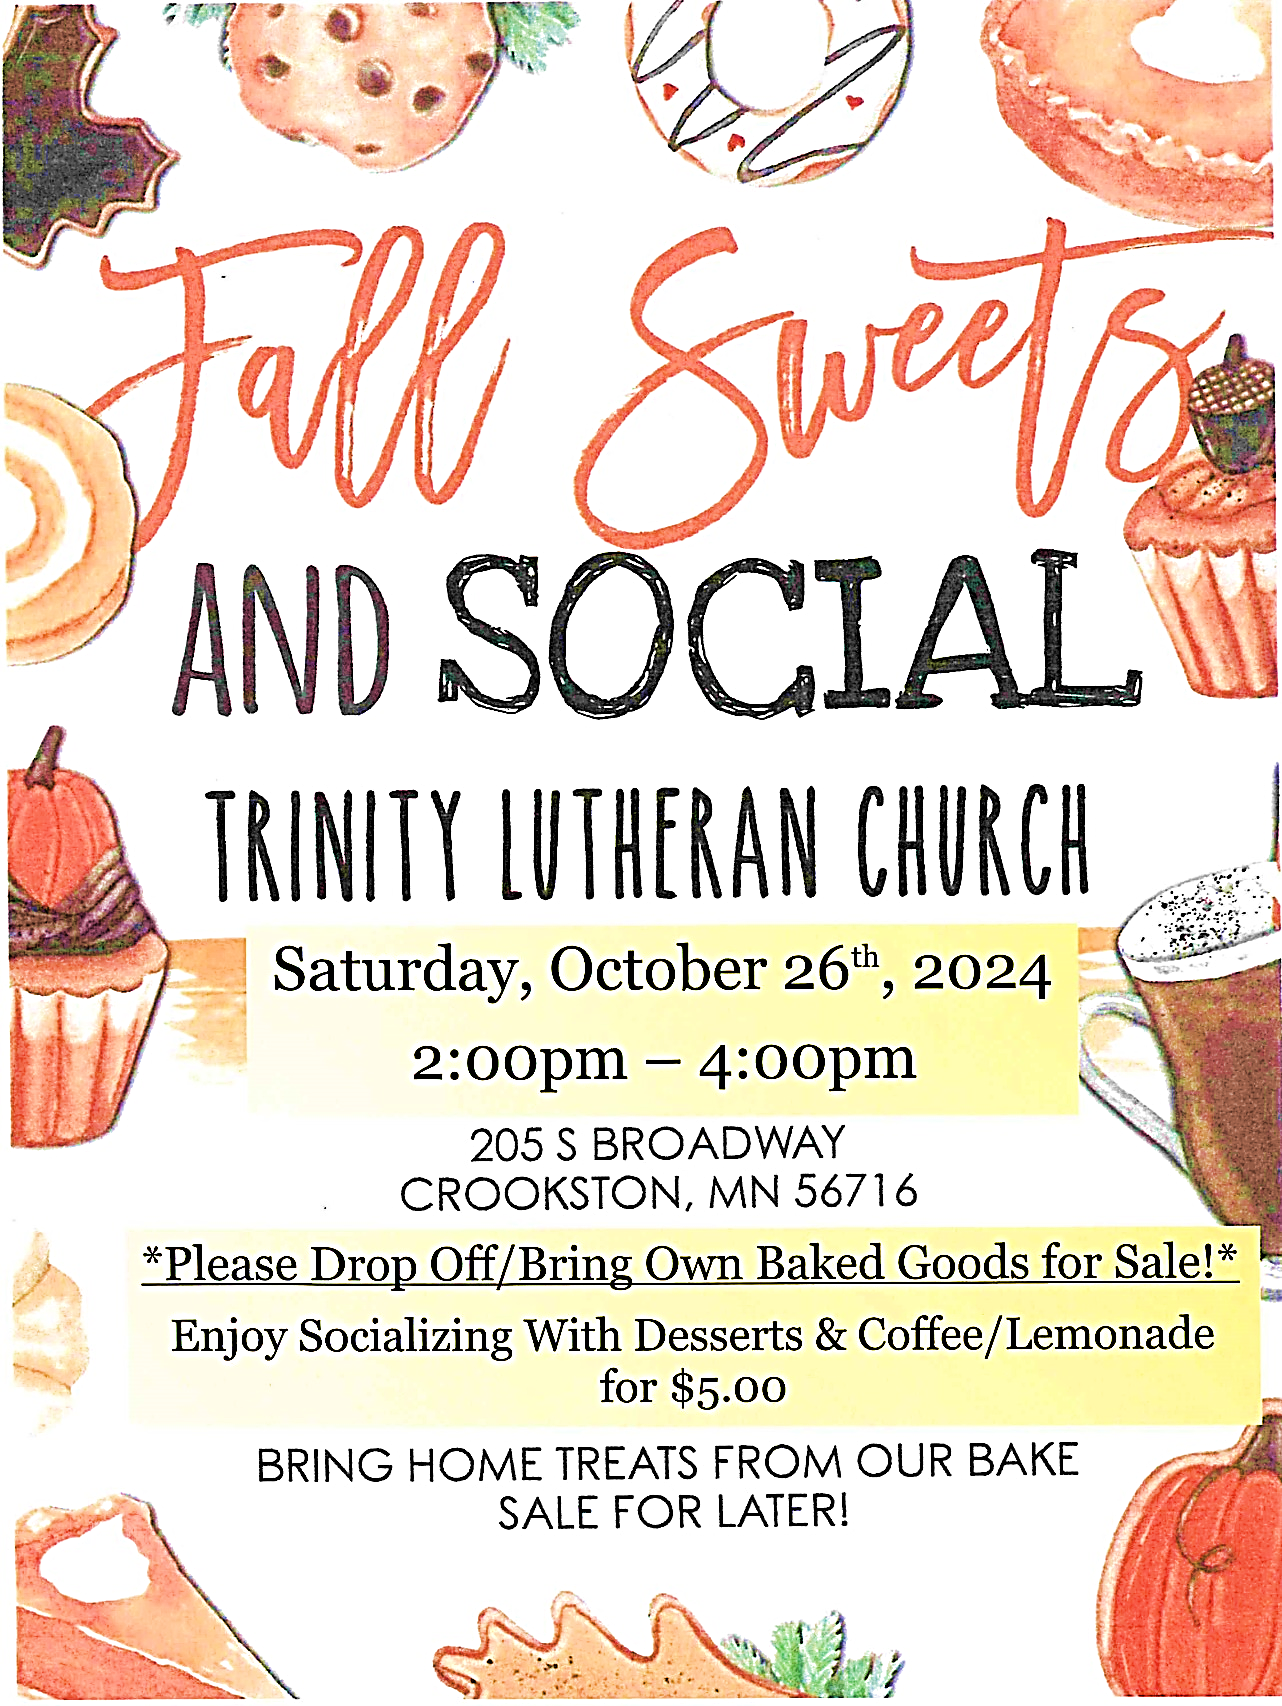 Fall Sweets
AND SOCIAL
TRINITY LUTHERAN CHURCH
Saturday, October 26th, 2024
2:00pm – 4:00pm
205 S BROADWAY
CROOKSTON, MN 56716
*Please Drop Off/Bring Own Baked Goods for Sale!*
Enjoy Socializing With Desserts & Coffee/Lemonade
for $5.00
BRING HOME TREATS FROM OUR BAKE
SALE FOR LATER!